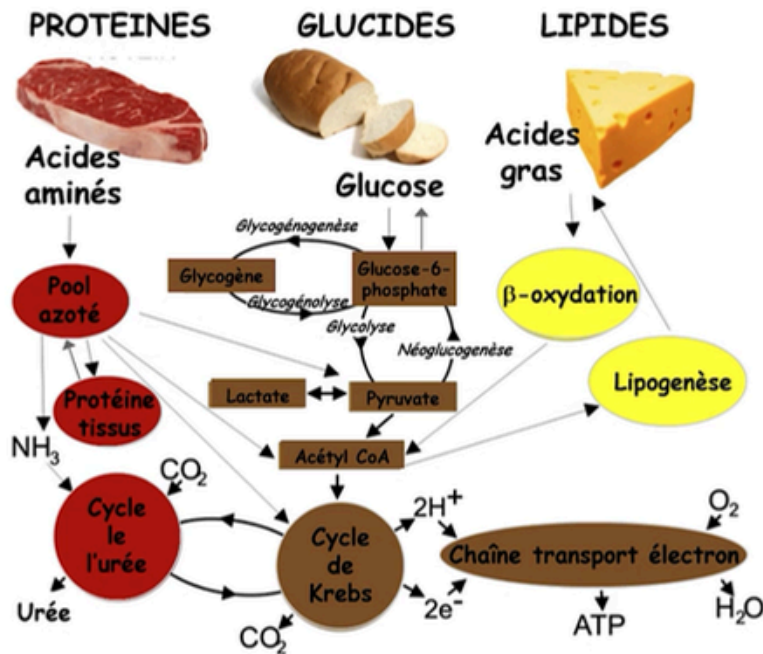 PROTEINES
GLUCIDES
LIPIDES
Acides
aminés
Glucose
Acides
gras
Glycogénogenèse
Glycogène
Glucose-6-
phosphate
Glycogénolyse
Pool
azoté
β-oxydation
Glycolyse
Néoglucogenèse
Lipogenèse
Lactate
Pyruvate
Protéine
tissus
NH3
Acétyl CoA
CO2
Cycle
le
l'urée
2H+
O2
Cycle
de
Krebs
Chaîne transport électron
Urée
2e-
CO2
ATP
H2O